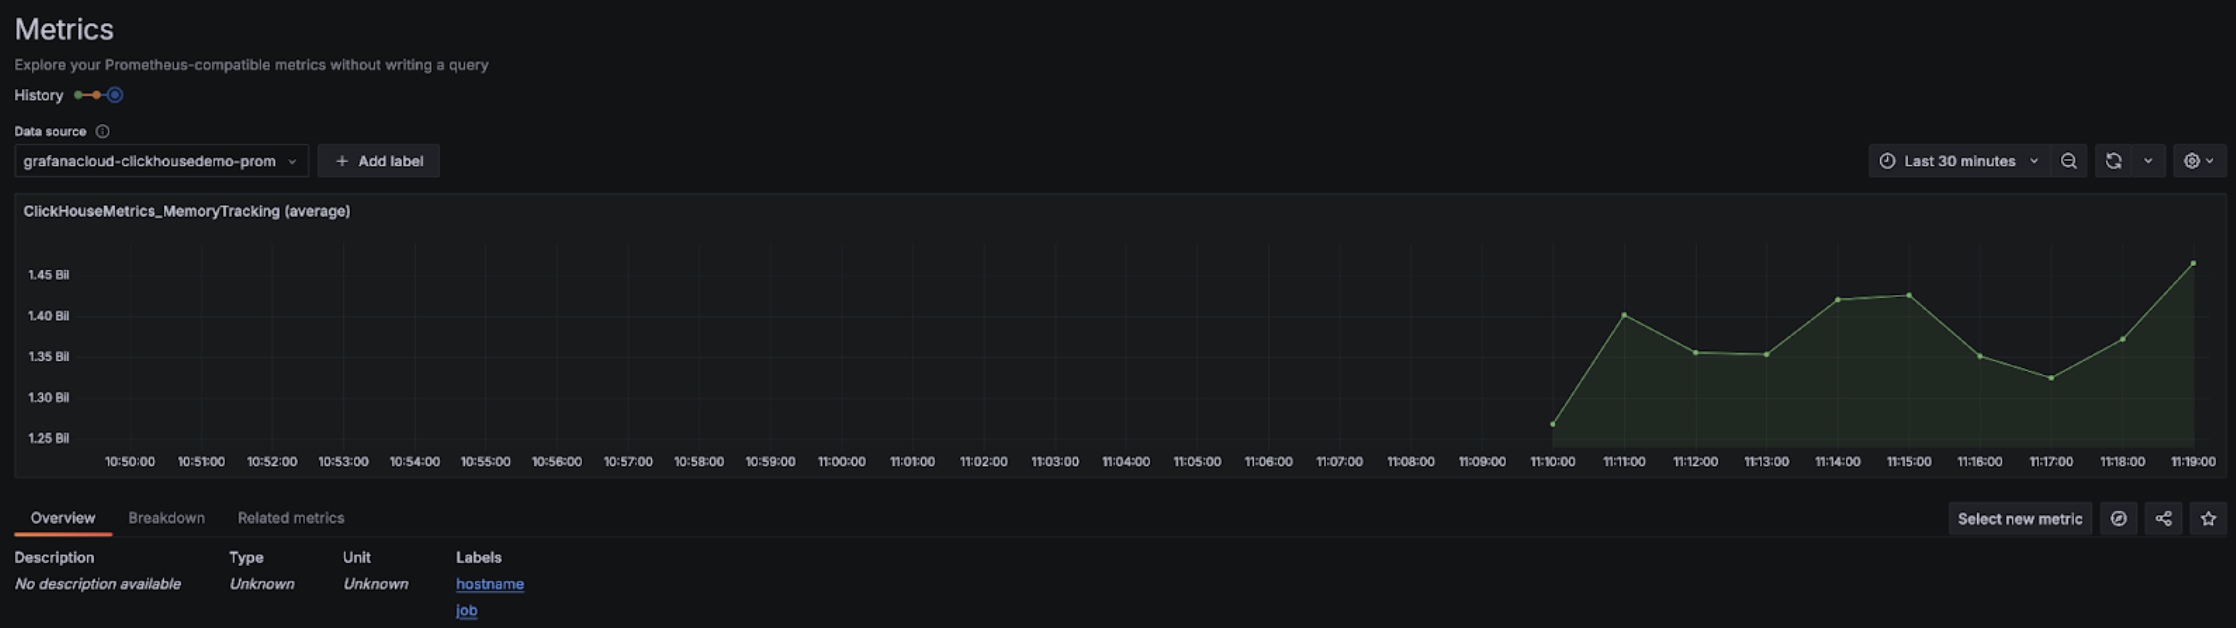 Metrics
Explore your Prometheus-compatible metrics without writing a query
History
Data source
grafanacloud-clickhousedemo-prom
+ Add label
Last 30 minutes
ClickHouseMetrics_MemoryTracking (average)
1.45 Bil
1.40 Bil
1.35 Bil
1.30 Bil
1.25 Bil
10:50:00 10:51:00 10:52:00 10:53:00 10:54:00 10:55:00 10:56:00 10:57:00 10:58:00 10:59:00 11:00:00 11:01:00 11:02:00 11:03:00 11:04:00 11:05:00 11:06:00 11:07:00 11:08:00 11:09:00 11:10:00 11:11:00 11:12:00 11:13:00 11:14:00 11:15:00 11:16:00 11:17:00 11:18:00 11:19:00
Overview Breakdown Related metrics
Select new metric
Description Type Unit Labels
No description available Unknown Unknown hostname
job